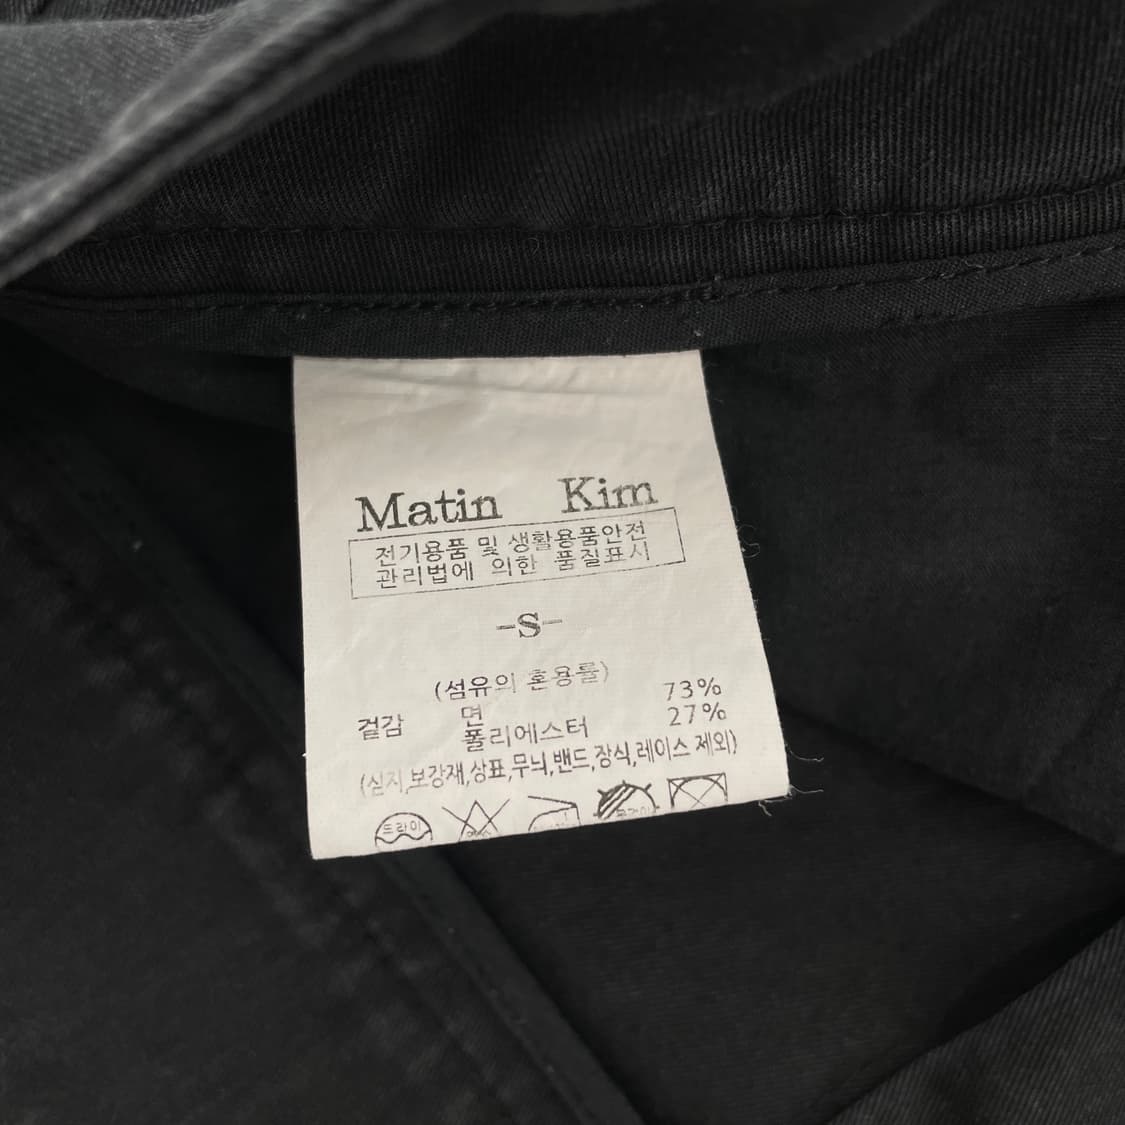 Matin Kim
전기용품 및 생활용품안전
관리법에 의한 품질표시
-S-
(섬유의 혼용률)
겉감 면 73%
폴리에스터 27%
(심지,보강재,상표,무늬,밴드,장식,레이스 제외)
드라이